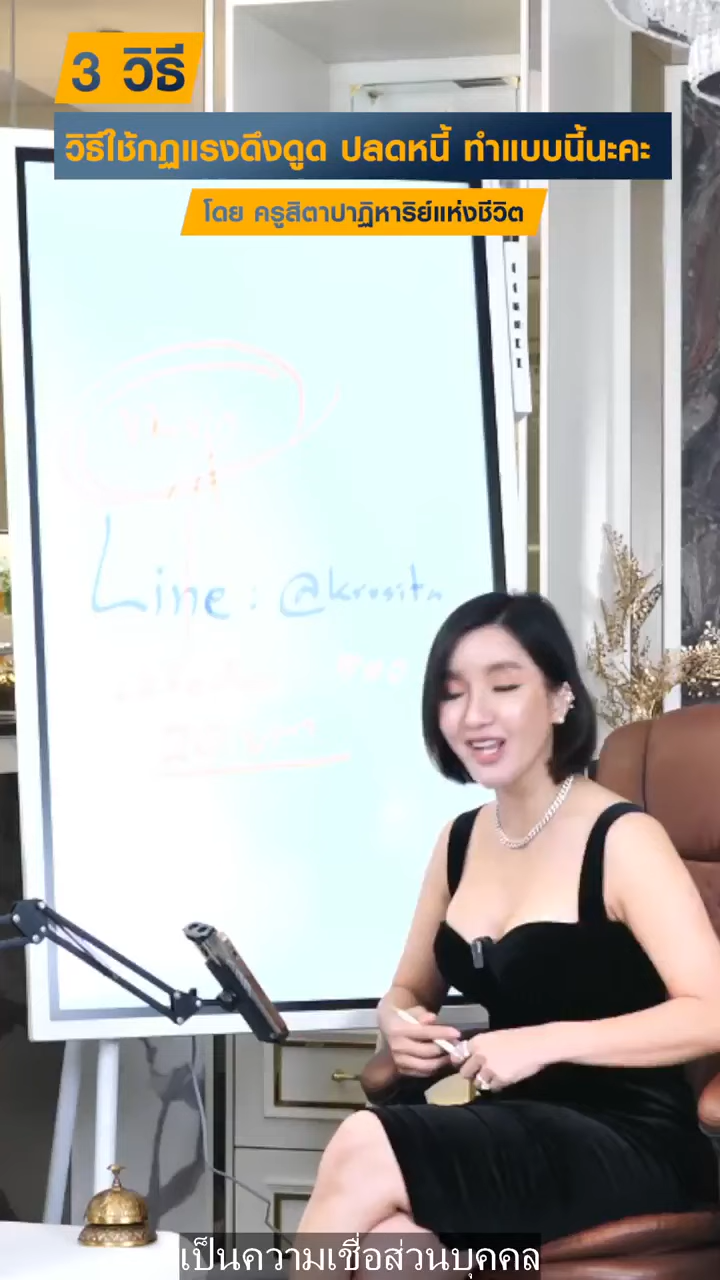 3 วิธี
วิธีใช้กฏแรงดึงดูด ปลดหนี้ ทำแบบนี้นะคะ
โดย ครูสิตาปาฏิหาริย์แห่งชีวิต
Line : @krusita
เป็นความเชื่อส่วนบุคคล